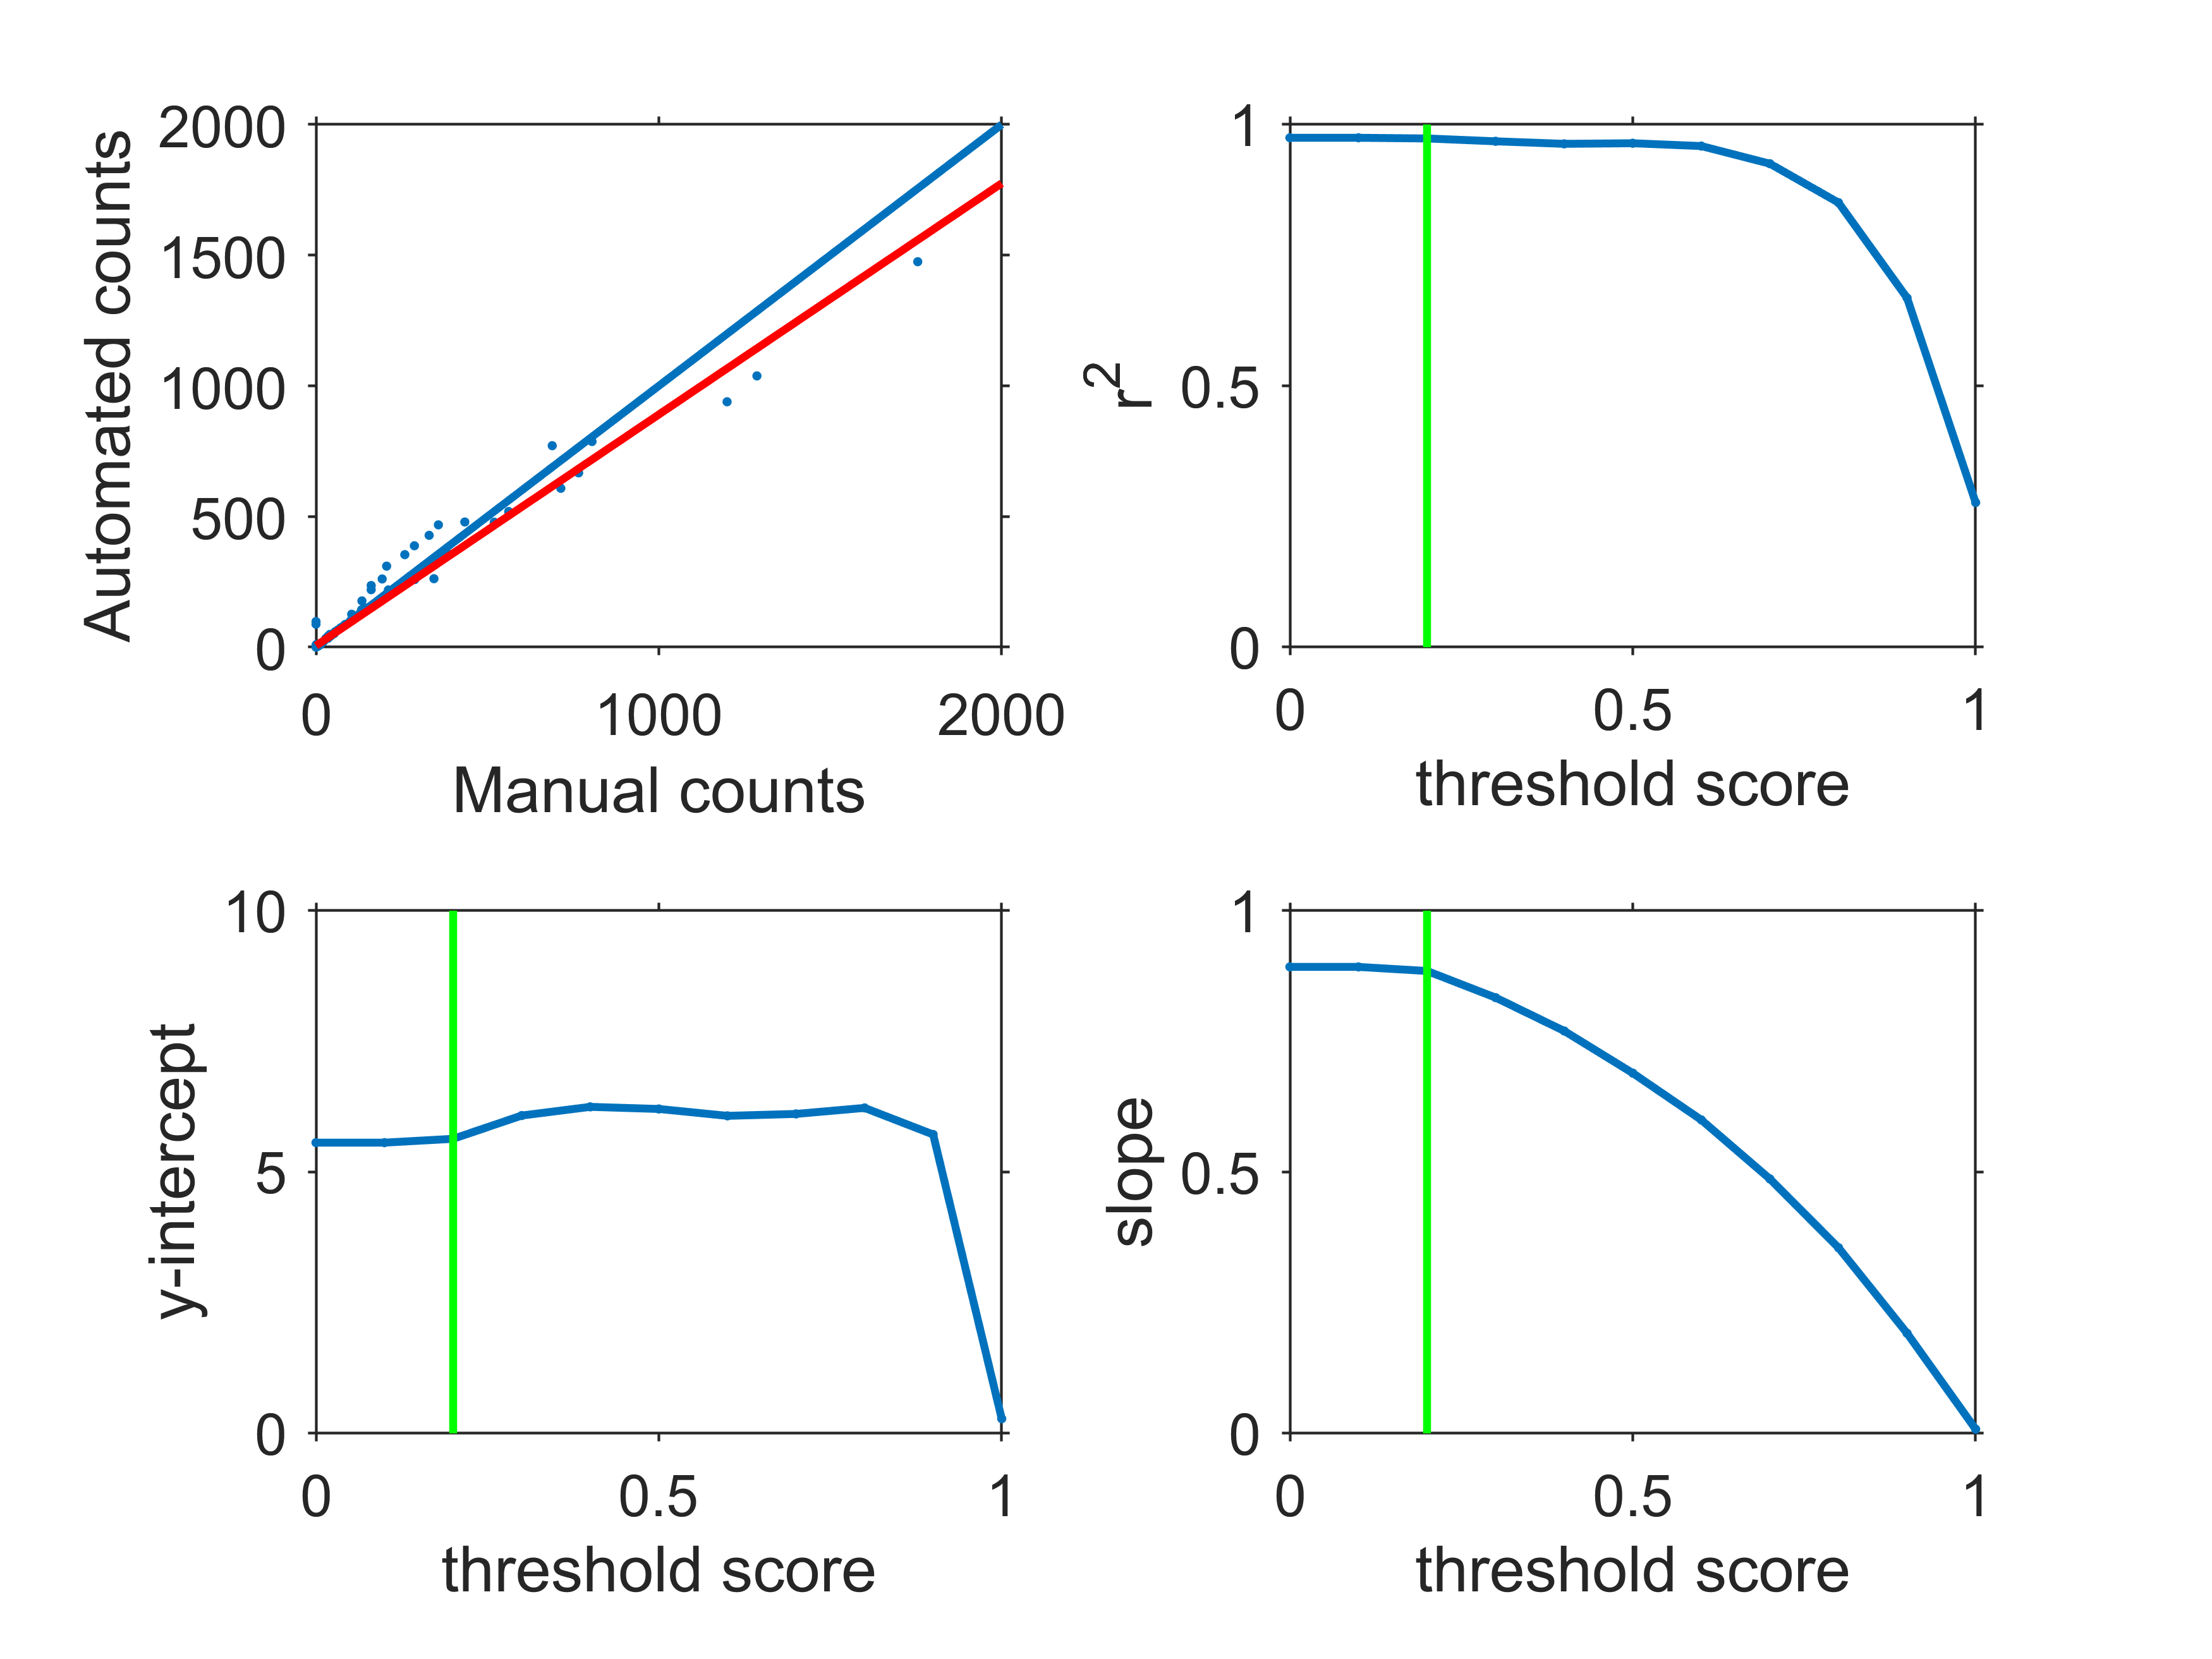 2000
1500
1000
500
0
Automated counts
0 1000 2000
Manual counts
1
0.5
0
r²
0 0.5 1
threshold score
10
5
0
y-intercept
0 0.5 1
threshold score
1
0.5
0
slope
0 0.5 1
threshold score